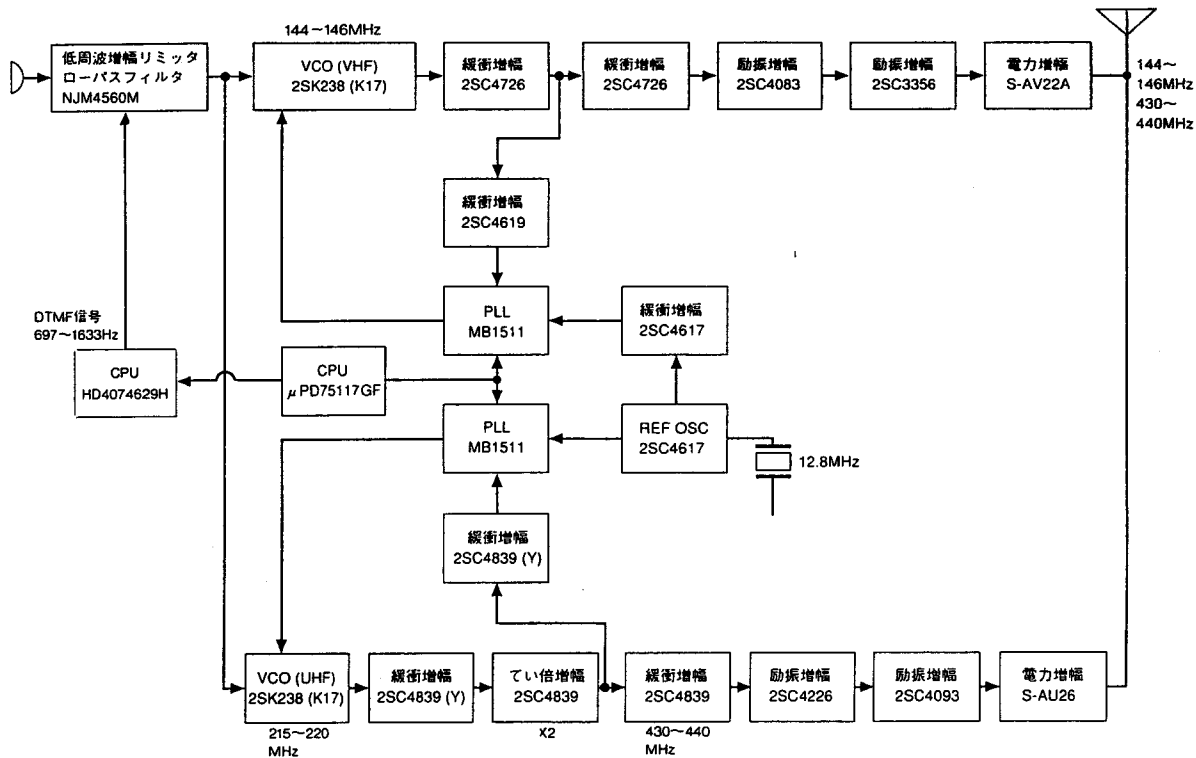 低周波増幅リミッタ
ローパスフィルタ
NJM4560M
144～146MHz
VCO (VHF)
2SK238 (K17)
緩衝増幅
2SC4726
緩衝増幅
2SC4726
励振増幅
2SC4083
励振増幅
2SC3356
電力増幅
S-AV22A
144～
146MHz
430～
440MHz
緩衝増幅
2SC4619
PLL
MB1511
緩衝増幅
2SC4617
DTMF信号
697～1633Hz
CPU
HD4074629H
CPU
μPD75117GF
PLL
MB1511
REF OSC
2SC4617
12.8MHz
緩衝増幅
2SC4839 (Y)
VCO (UHF)
2SK238 (K17)
215～220
MHz
緩衝増幅
2SC4839 (Y)
てい倍増幅
2SC4839
X2
緩衝増幅
2SC4839
430～440
MHz
励振増幅
2SC4226
励振増幅
2SC4093
電力増幅
S-AU26